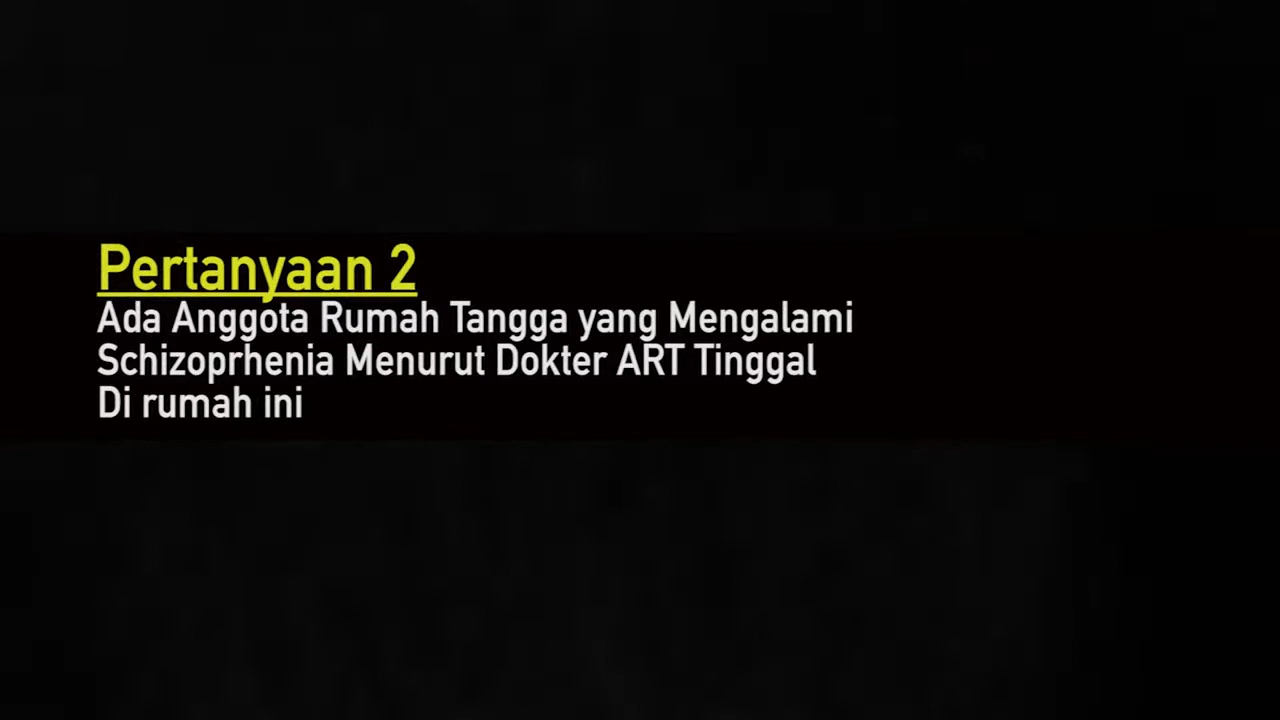 Pertanyaan 2
Ada Anggota Rumah Tangga yang Mengalami
Schizoprhenia Menurut Dokter ART Tinggal
Di rumah ini